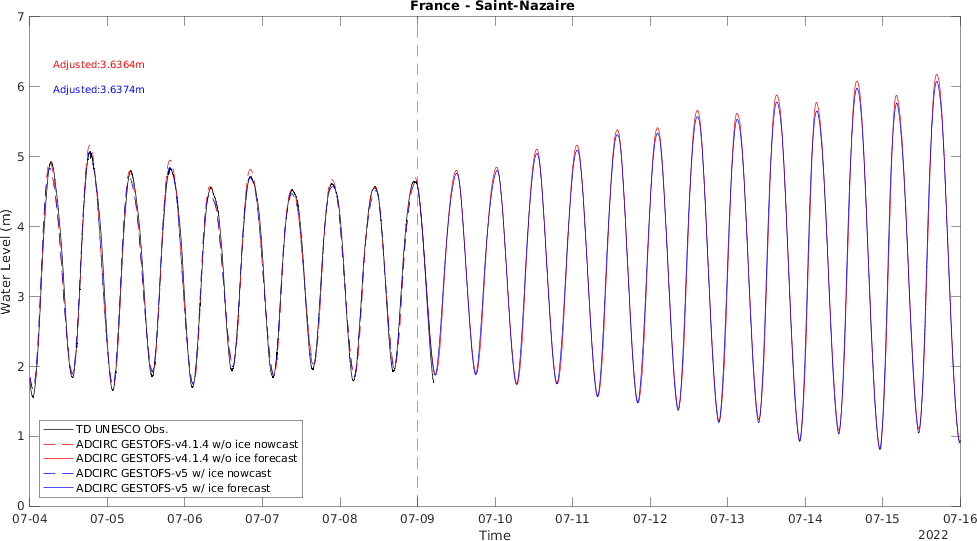 France - Saint-Nazaire
7
Adjusted:3.6364m
6
Adjusted:3.6374m
5
4
Water Level (m)
3
2
1
TD UNESCO Obs.
ADCIRC GESTOFS-v4.1.4 w/o ice nowcast
ADCIRC GESTOFS-v4.1.4 w/o ice forecast
ADCIRC GESTOFS-v5 w/ ice nowcast
ADCIRC GESTOFS-v5 w/ ice forecast
0
07-04 07-05 07-06 07-07 07-08 07-09 07-10 07-11 07-12 07-13 07-14 07-15 07-16
Time
2022